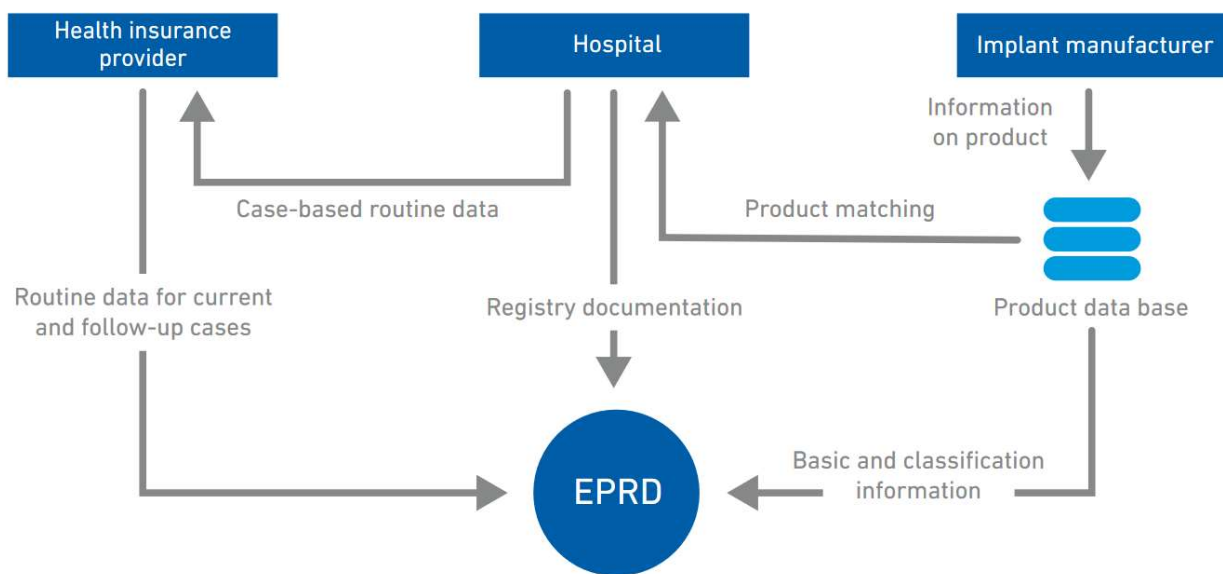 Health insurance
provider
Hospital
Implant manufacturer
Information
on product
Case-based routine data
Product matching
Routine data for current
and follow-up cases
Registry documentation
Product data base
Basic and classification
information
EPRD